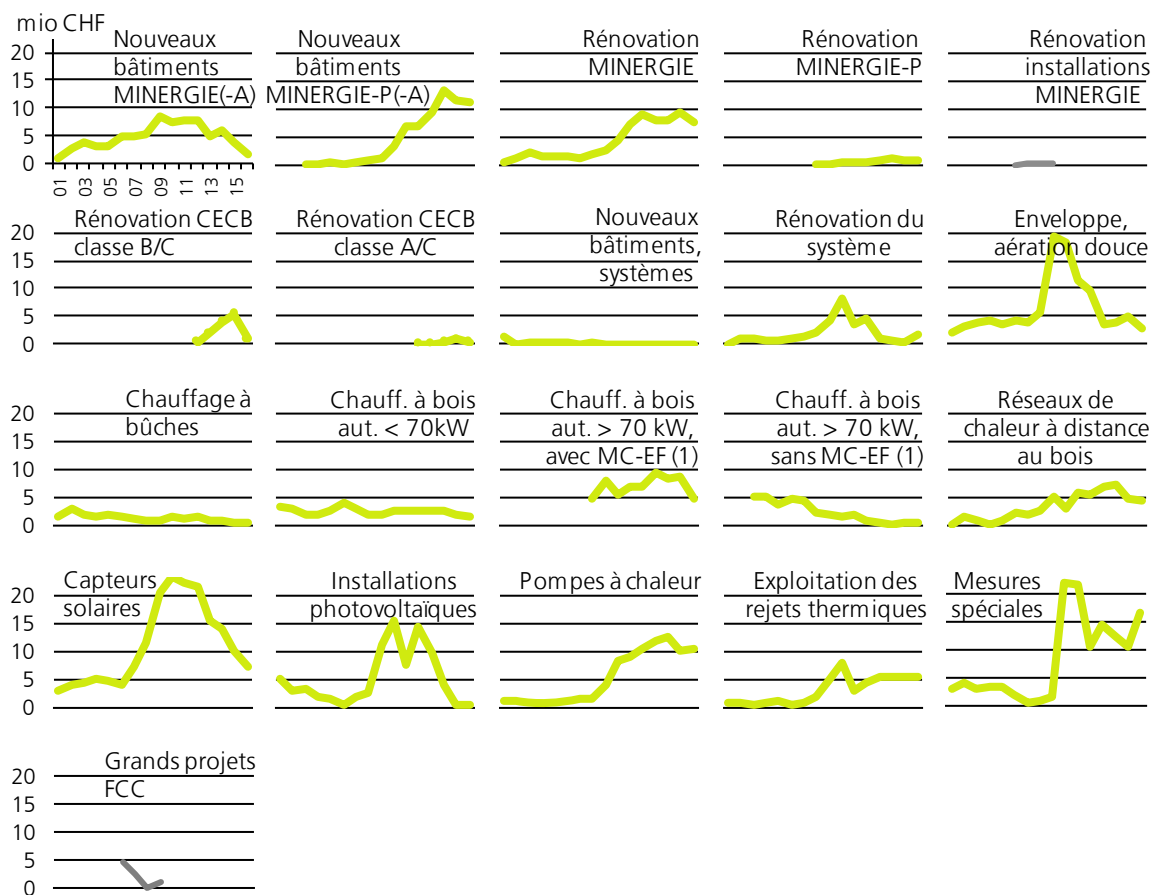 mio CHF
Nouveaux
bâtiments
MINERGIE(-A)
Nouveaux
bâtiments
MINERGIE-P(-A)
Rénovation
MINERGIE
Rénovation
MINERGIE-P
Rénovation
installations
MINERGIE
20
15
10
5
0
01 03 05 07 09 11 13 15
Rénovation CECB
classe B/C
Rénovation CECB
classe A/C
Nouveaux
bâtiments,
systèmes
Rénovation du
système
Enveloppe,
aération douce
20
15
10
5
0
Chauffage à
bûches
Chauff. à bois
aut. < 70kW
Chauff. à bois
aut. > 70 kW,
avec MC-EF (1)
Chauff. à bois
aut. > 70 kW,
sans MC-EF (1)
Réseaux de
chaleur à distance
au bois
20
15
10
5
0
Capteurs
solaires
Installations
photovoltaïques
Pompes à chaleur
Exploitation des
rejets thermiques
Mesures
spéciales
20
15
10
5
0
Grands projets
FCC
20
15
10
5
0